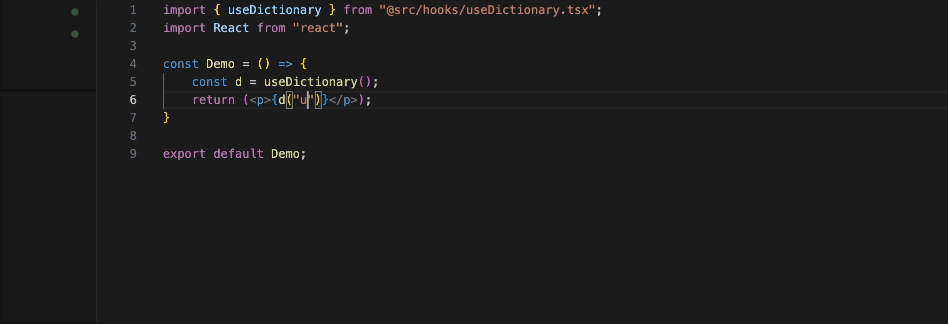 1 import { useDictionary } from "@src/hooks/useDictionary.tsx";
2 import React from "react";
3
4 const Demo = () => {
5     const d = useDictionary();
6     return (<p>{d("u")}</p>);
7 }
8
9 export default Demo;